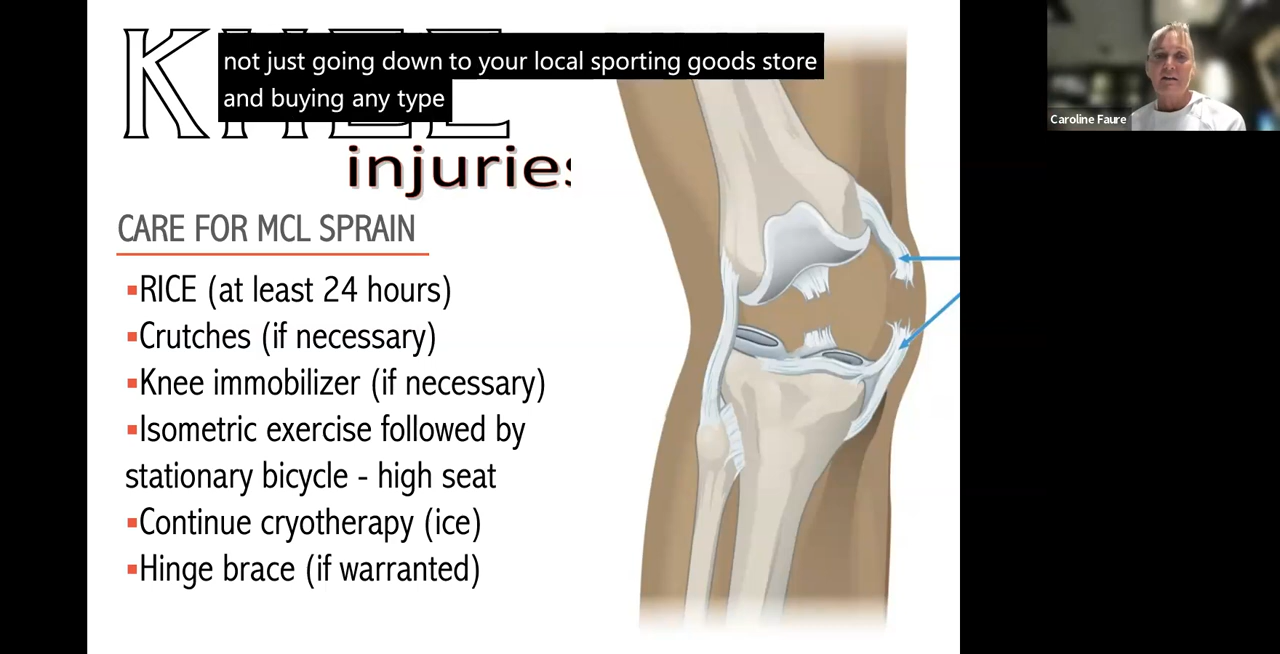 KNEE
not just going down to your local sporting goods store
and buying any type
injuries
CARE FOR MCL SPRAIN
▪RICE (at least 24 hours)
▪Crutches (if necessary)
▪Knee immobilizer (if necessary)
▪Isometric exercise followed by
stationary bicycle - high seat
▪Continue cryotherapy (ice)
▪Hinge brace (if warranted)
Caroline Faure